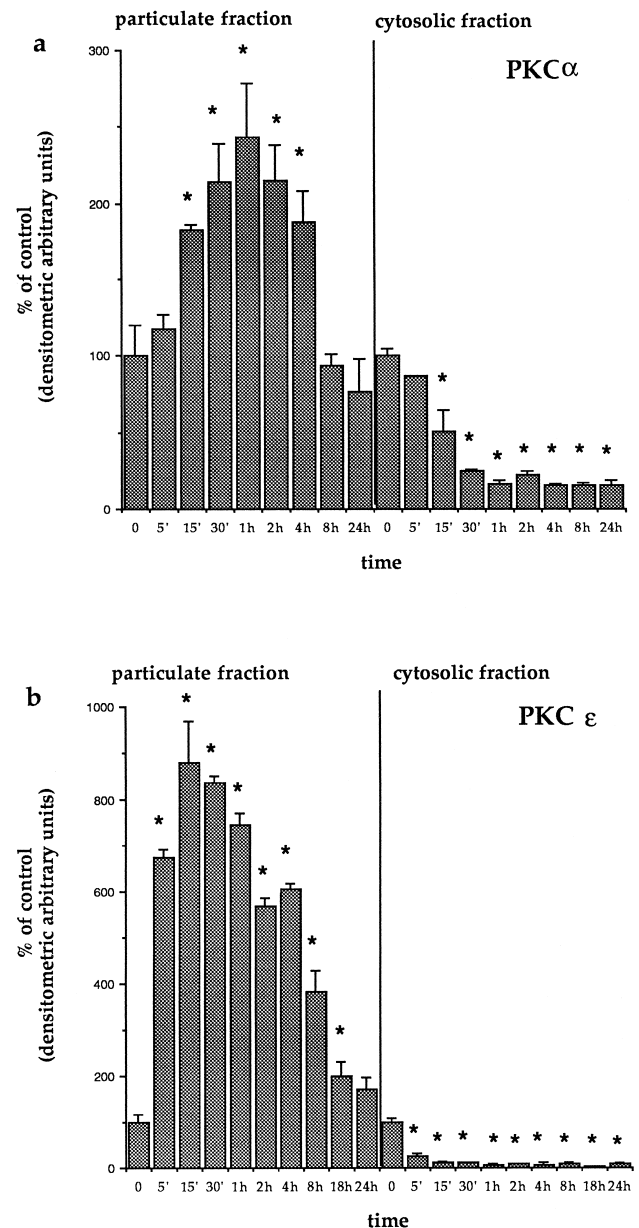 particulate fraction cytosolic fraction
a
PKCα
% of control
(densitometric arbitrary units)
300
200
100
0
* * * * *
* * * * * * *
0 5' 15' 30' 1h 2h 4h 8h 24h 0 5' 15' 30' 1h 2h 4h 8h 24h
time
particulate fraction cytosolic fraction
b
PKC ε
% of control
(densitometric arbitrary units)
1000
800
600
400
200
0
* * * * * * * *
* * * * * * * * *
0 5' 15' 30' 1h 2h 4h 8h 18h 24h 0 5' 15' 30' 1h 2h 4h 8h 18h 24h
time